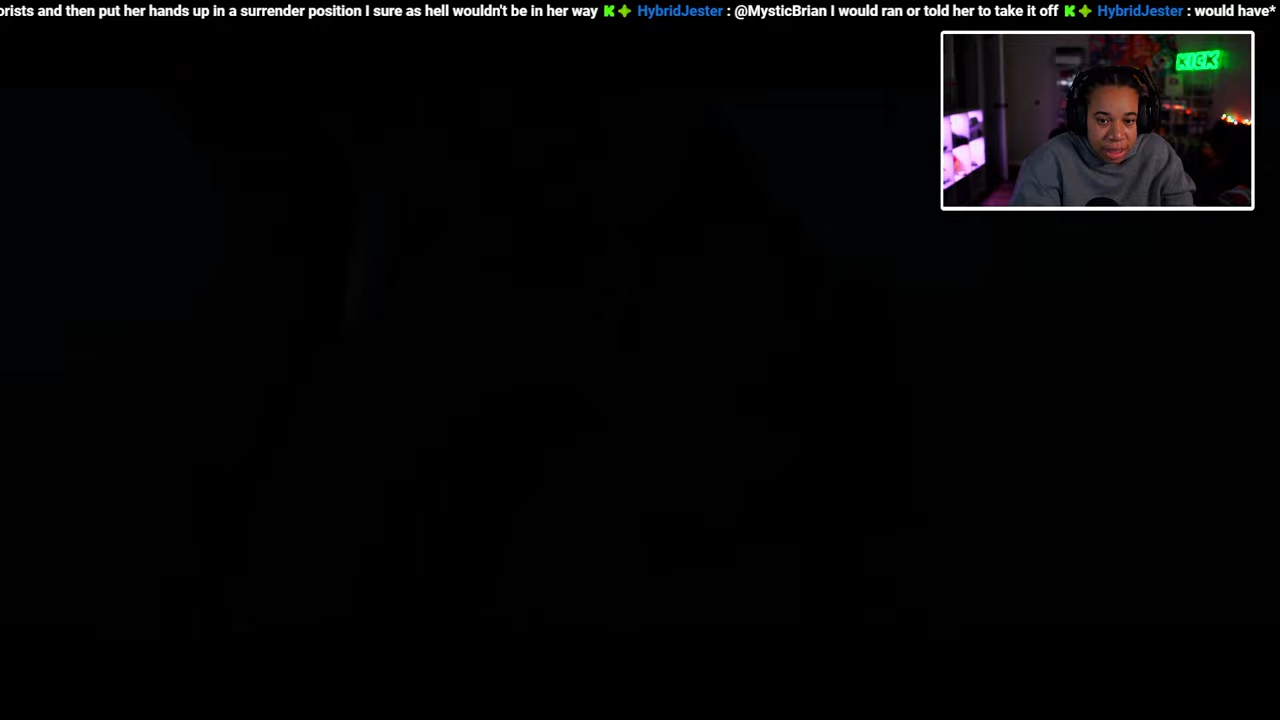 orists and then put her hands up in a surrender position I sure as hell wouldn't be in her way HybridJester : @MysticBrian I would ran or told her to take it off HybridJester : would have*
KICK